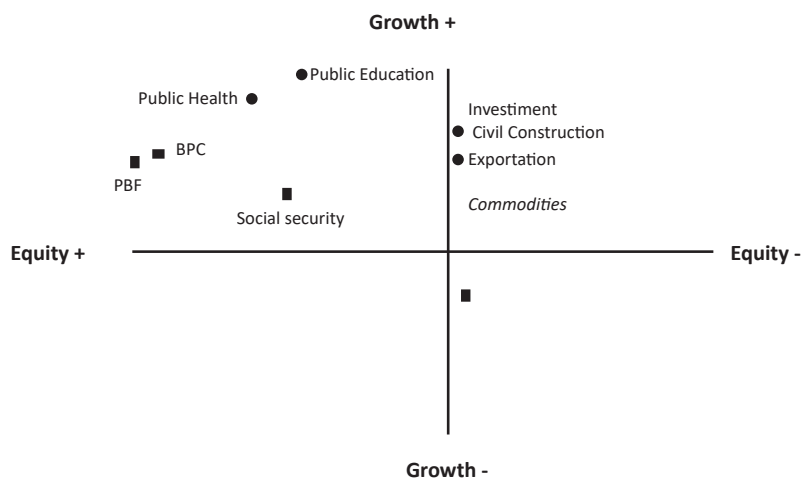 Growth +
Public Education
Public Health
Investiment
Civil Construction
BPC
Exportation
PBF
Commodities
Social security
Equity +
Equity -
Growth -